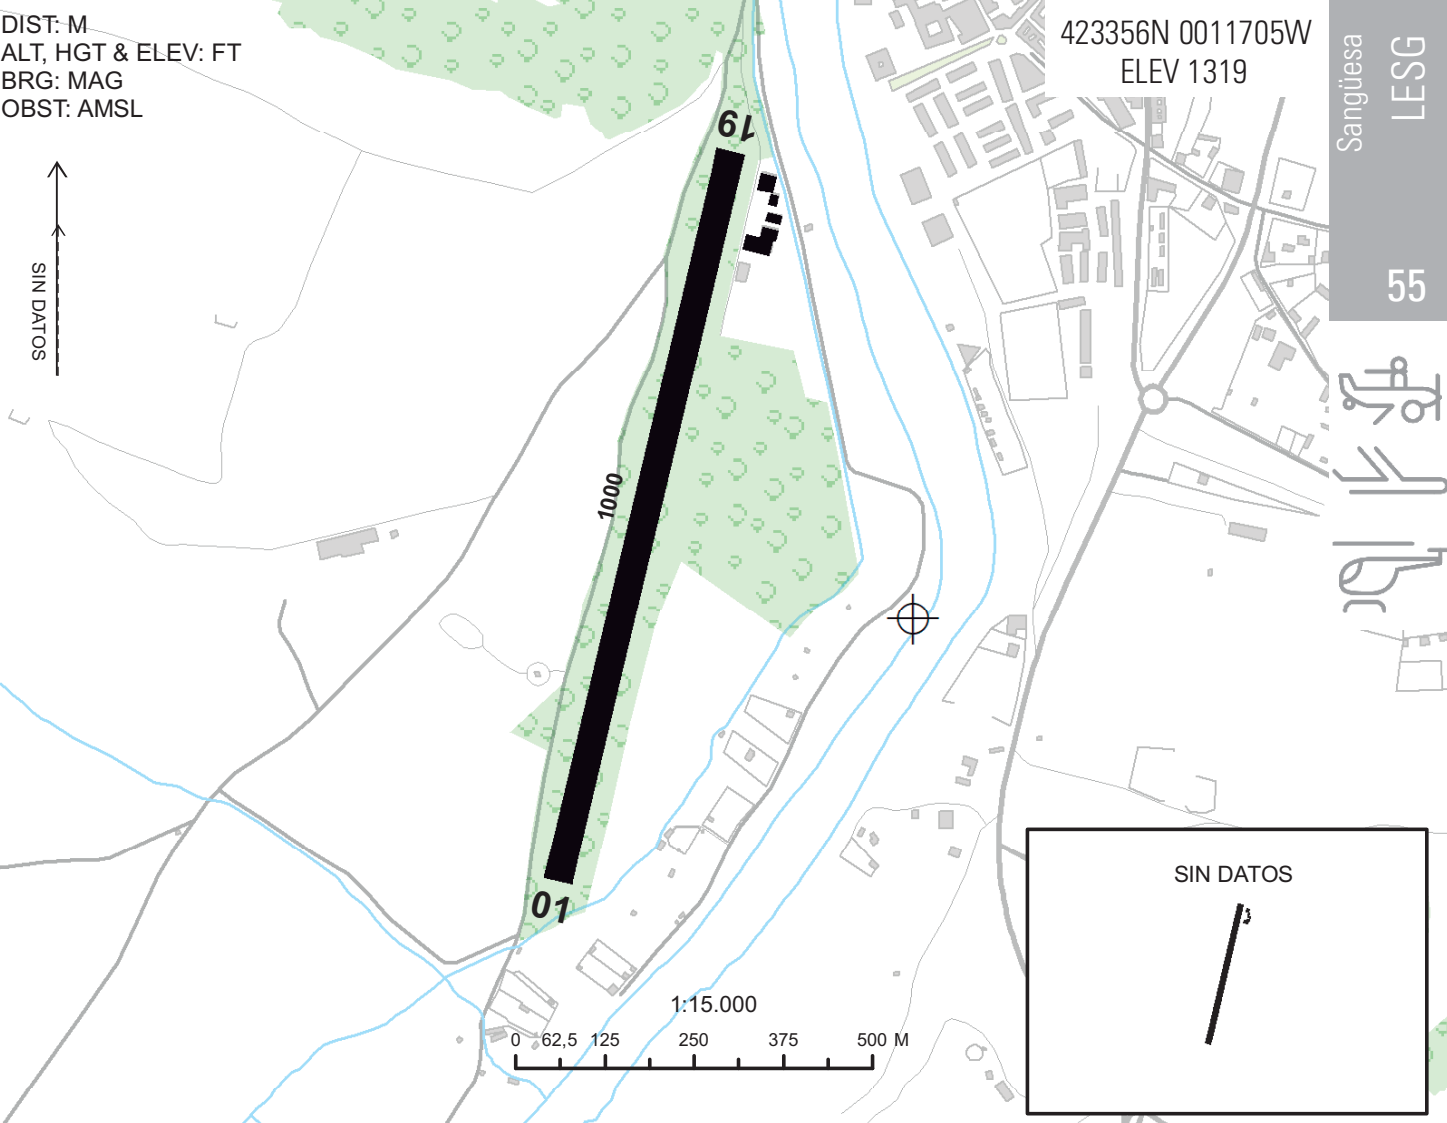 DIST: M
ALT, HGT & ELEV: FT
BRG: MAG
OBST: AMSL
SIN DATOS
423356N 0011705W
ELEV 1319
Sangüesa
LESG
55
19
1000
01
1:15.000
0 62,5 125 250 375 500 M
SIN DATOS